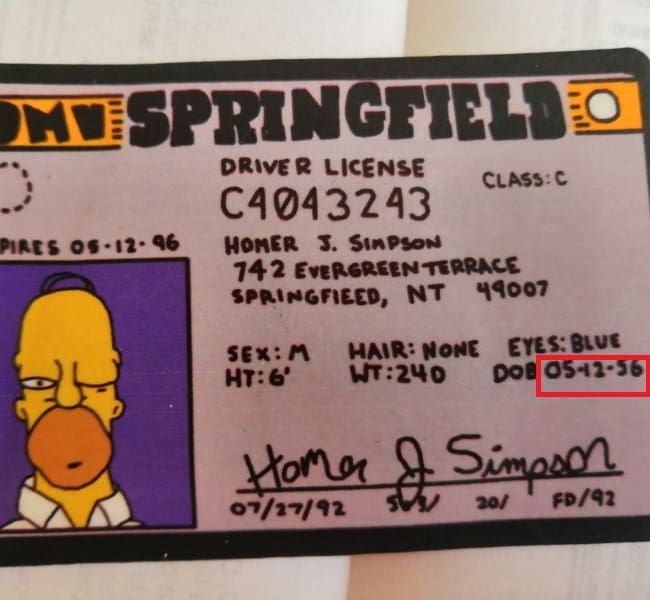 DMV SPRINGFIELD
DRIVER LICENSE
CLASS: C
C4043243
PIRES 05-12-96
HOMER J. SIMPSON
742 EVERGREEN TERRACE
SPRINGFIEED, NT 49007
SEX: M HAIR: NONE EYES: BLUE
HT: 6' WT: 240 DOB 05-12-56
Homer J Simpson
07/27/92 20/ FD/92